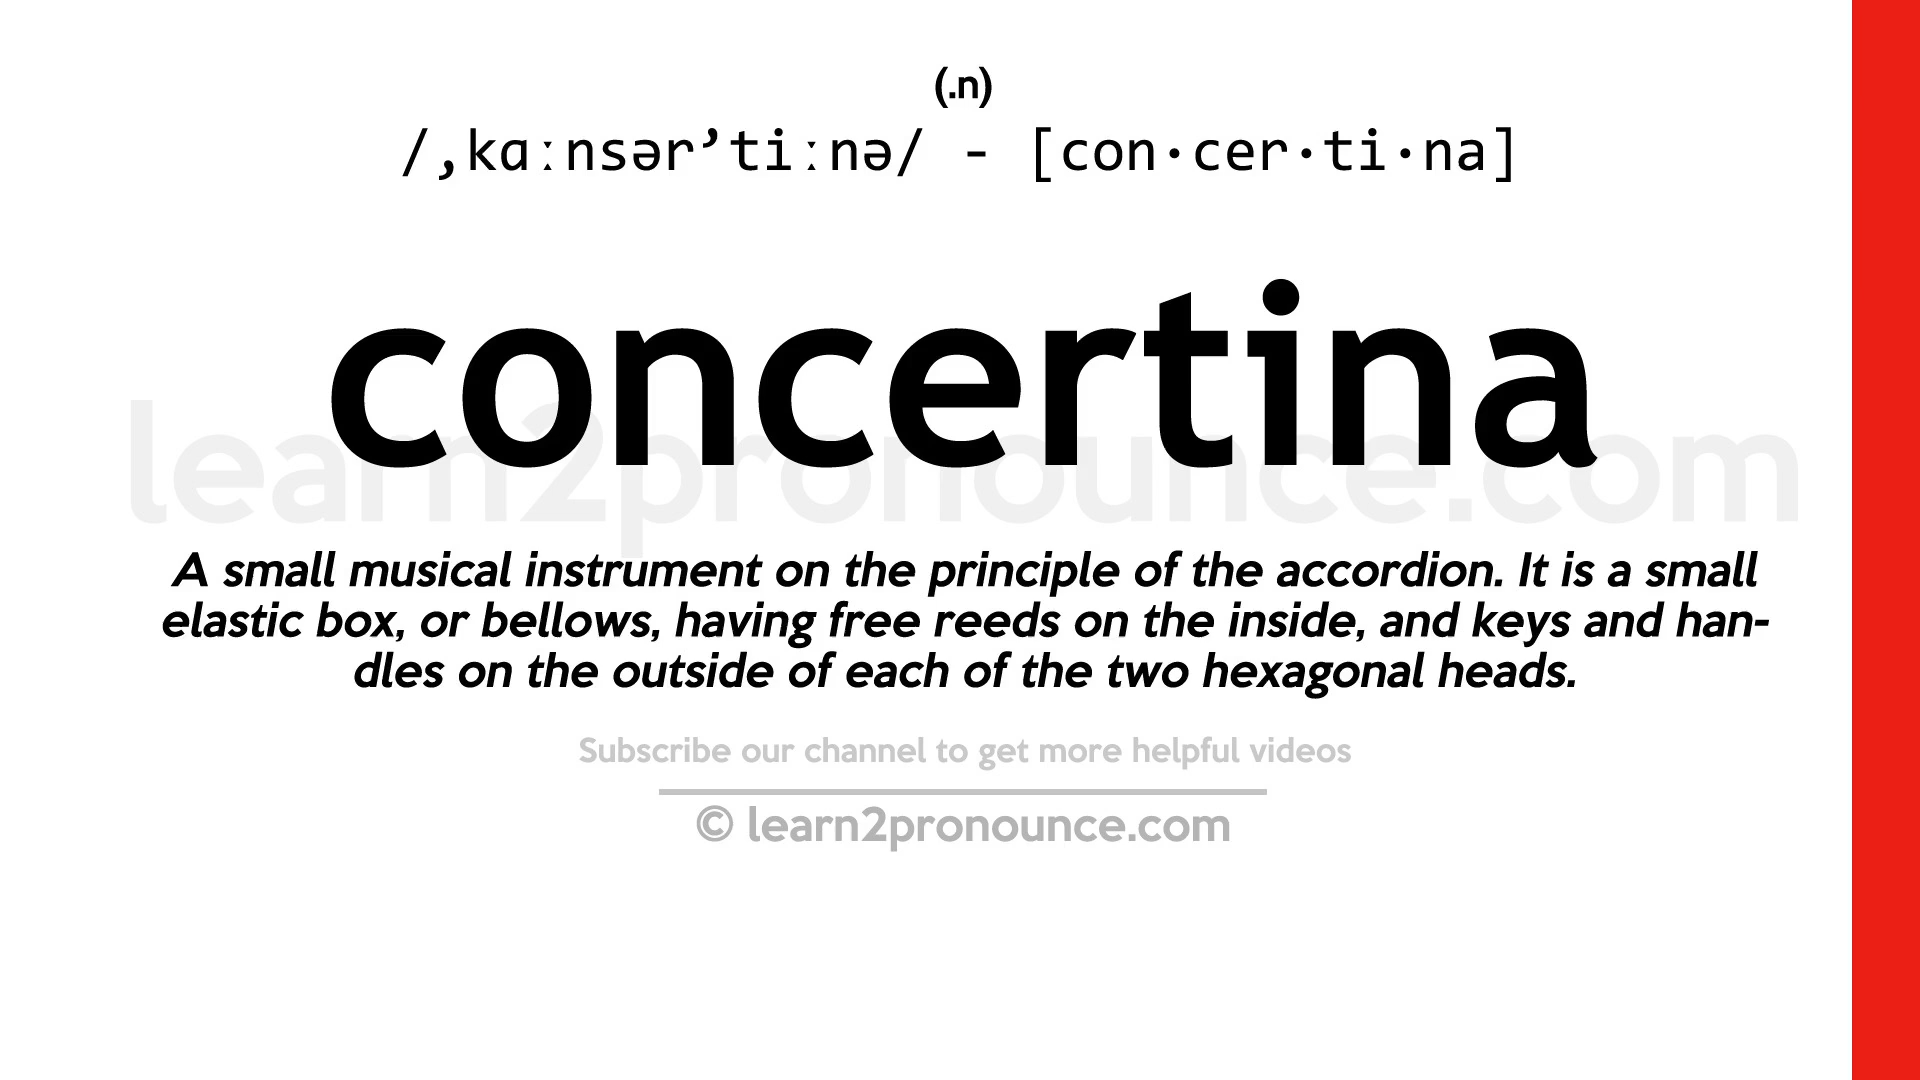 (.n)
/ˌkɑːnsərˈtiːnə/ - [con·cer·ti·na]
concertina
learn2pronounce.com
A small musical instrument on the principle of the accordion. It is a small
elastic box, or bellows, having free reeds on the inside, and keys and han-
dles on the outside of each of the two hexagonal heads.
Subscribe our channel to get more helpful videos
© learn2pronounce.com